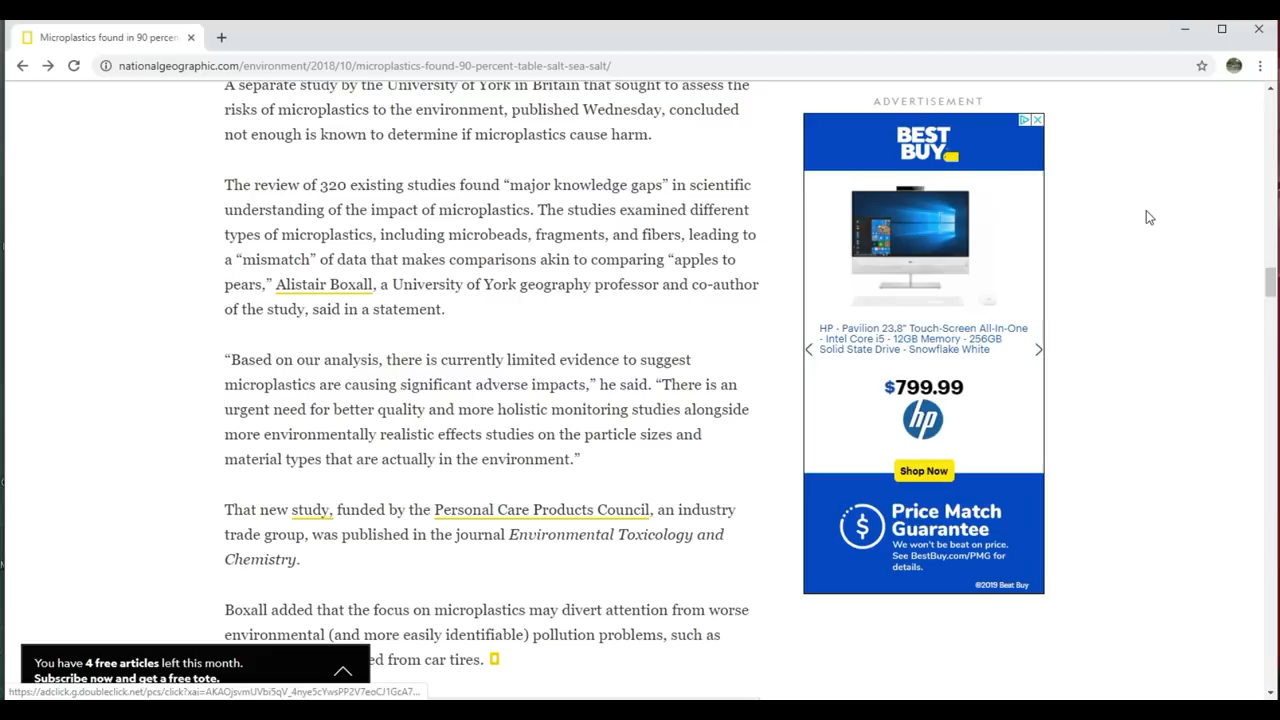 Microplastics found in 90 percen
nationalgeographic.com/environment/2018/10/microplastics-found-90-percent-table-salt-sea-salt/
A separate study by the University of York in Britain that sought to assess the
risks of microplastics to the environment, published Wednesday, concluded
not enough is known to determine if microplastics cause harm.
The review of 320 existing studies found “major knowledge gaps” in scientific
understanding of the impact of microplastics. The studies examined different
types of microplastics, including microbeads, fragments, and fibers, leading to
a “mismatch” of data that makes comparisons akin to comparing “apples to
pears,” Alistair Boxall, a University of York geography professor and co-author
of the study, said in a statement.
“Based on our analysis, there is currently limited evidence to suggest
microplastics are causing significant adverse impacts,” he said. “There is an
urgent need for better quality and more holistic monitoring studies alongside
more environmentally realistic effects studies on the particle sizes and
material types that are actually in the environment.”
That new study, funded by the Personal Care Products Council, an industry
trade group, was published in the journal Environmental Toxicology and
Chemistry.
Boxall added that the focus on microplastics may divert attention from worse
environmental (and more easily identifiable) pollution problems, such as
ed from car tires.
ADVERTISEMENT
BEST
BUY
HP - Pavilion 23.8" Touch-Screen All-In-One
- Intel Core i5 - 12GB Memory - 256GB
Solid State Drive - Snowflake White
$799.99
hp
Shop Now
Price Match
Guarantee
We won't be beat on price.
See BestBuy.com/PMG for
details.
©2019 Best Buy
You have 4 free articles left this month.
Subscribe now and get a free tote.
https://adclick.g.doubleclick.net/pcs/click?xai=AKAOjsvmUVbi5qV_4nye5cYwsPP2V7eoCJ1GcA7...